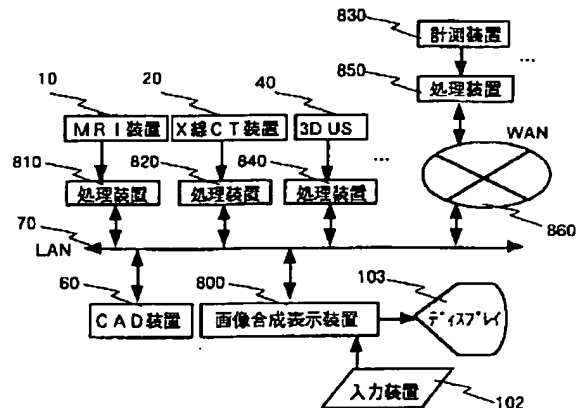 830
計測装置
…
10
20
40
850
MRI装置
X線CT装置
3D US
処理装置
WAN
810
820
840
…
処理装置
処理装置
処理装置
860
70
LAN
60
800
103
CAD装置
画像合成表示装置
ディスプレイ
入力装置
102